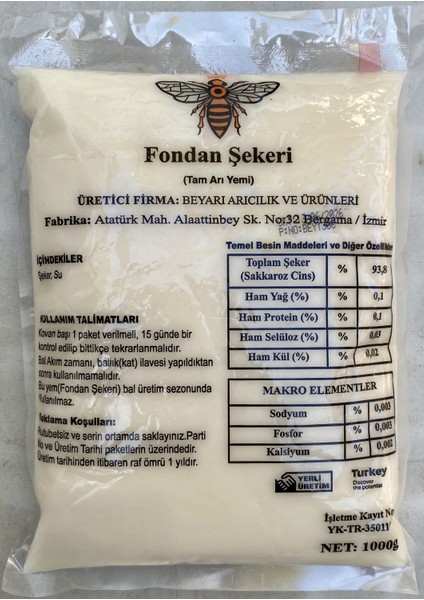 Fondan Şekeri
(Tam Arı Yemi)
ÜRETİCİ FİRMA: BEYARI ARICILIK VE ÜRÜNLERİ
Fabrika: Atatürk Mah. Alaattinbey Sk. No:32 Bergama / İzmir
P:NO:BEY1306
İÇİNDEKİLER
Şeker, Su
KULLANIM TALİMATLARI
Kovan başı 1 paket verilmeli, 15 günde bir
kontrol edilip bittikçe tekrarlanmalıdır.
Bal Akım zamanı, balık(kat) ilavesi yapıldıktan
sonra kullanılmamalıdır.
Bu yem(Fondan Şekeri) bal üretim sezonunda
Kulanılmaz.
Saklama Koşulları:
Rutubetsiz ve serin ortamda saklayınız.Parti
No ve Üretim Tarihi paketlerin üzerindedir.
Üretim tarihinden itibaren raf ömrü 1 yıldır.
Temel Besin Maddeleri ve Diğer Özellikler
Toplam Şeker (Sakkaroz Cins) % 93,8
Ham Yağ (%) % 0,1
Ham Protein (%) % 0,1
Ham Selüloz (%) % 0,03
Ham Kül (%) % 0,02
MAKRO ELEMENTLER
Sodyum % 0,003
Fosfor % 0,003
Kalsiyum % 0,002
YERLİ
ÜRETİM
Turkey
Discover
the potential
İşletme Kayıt No
YK-TR-35011
NET: 1000g